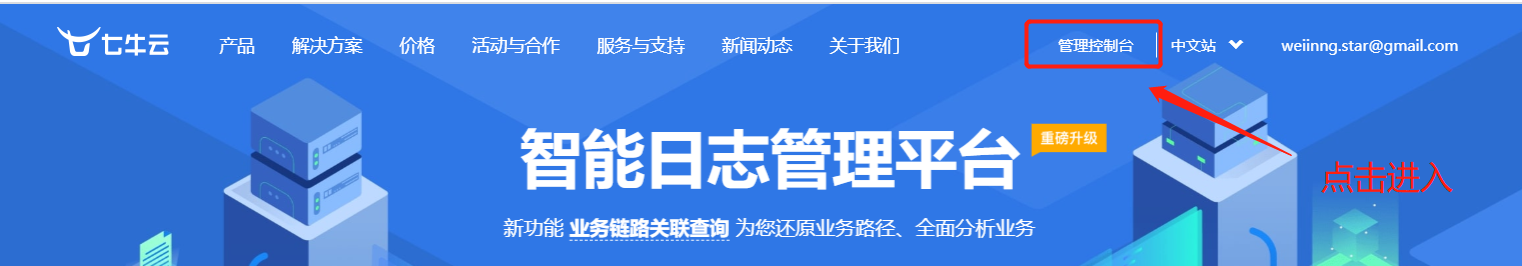 七牛云 产品 解决方案 价格 活动与合作 服务与支持 新闻动态 关于我们 管理控制台 中文站 weiinng.star@gmail.com
智能日志管理平台 重磅升级
点击进入
新功能 业务链路关联查询 为您还原业务路径、全面分析业务